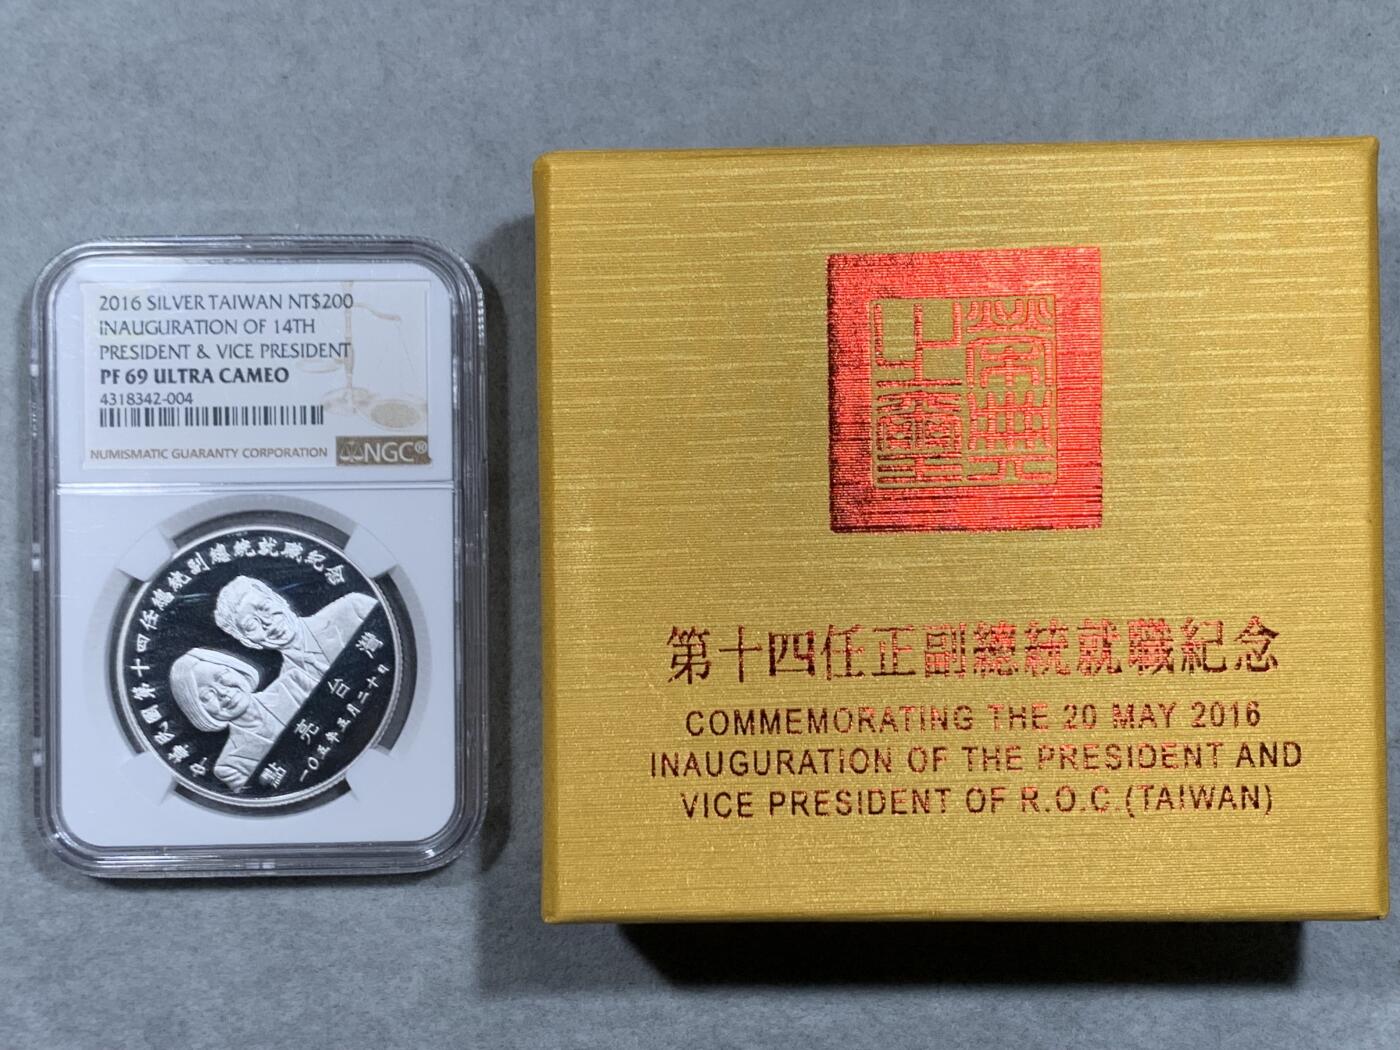 2016 SILVER TAIWAN NT$200
INAUGURATION OF 14TH
PRESIDENT & VICE PRESIDENT
PF 69 ULTRA CAMEO
4318342-004
NUMISMATIC GUARANTY CORPORATION
NGC®
中華民國第十四任總統副總統就職紀念
點亮台灣
一〇五年五月二十日
第十四任正副總統就職紀念
COMMEMORATING THE 20 MAY 2016
INAUGURATION OF THE PRESIDENT AND
VICE PRESIDENT OF R.O.C.(TAIWAN)